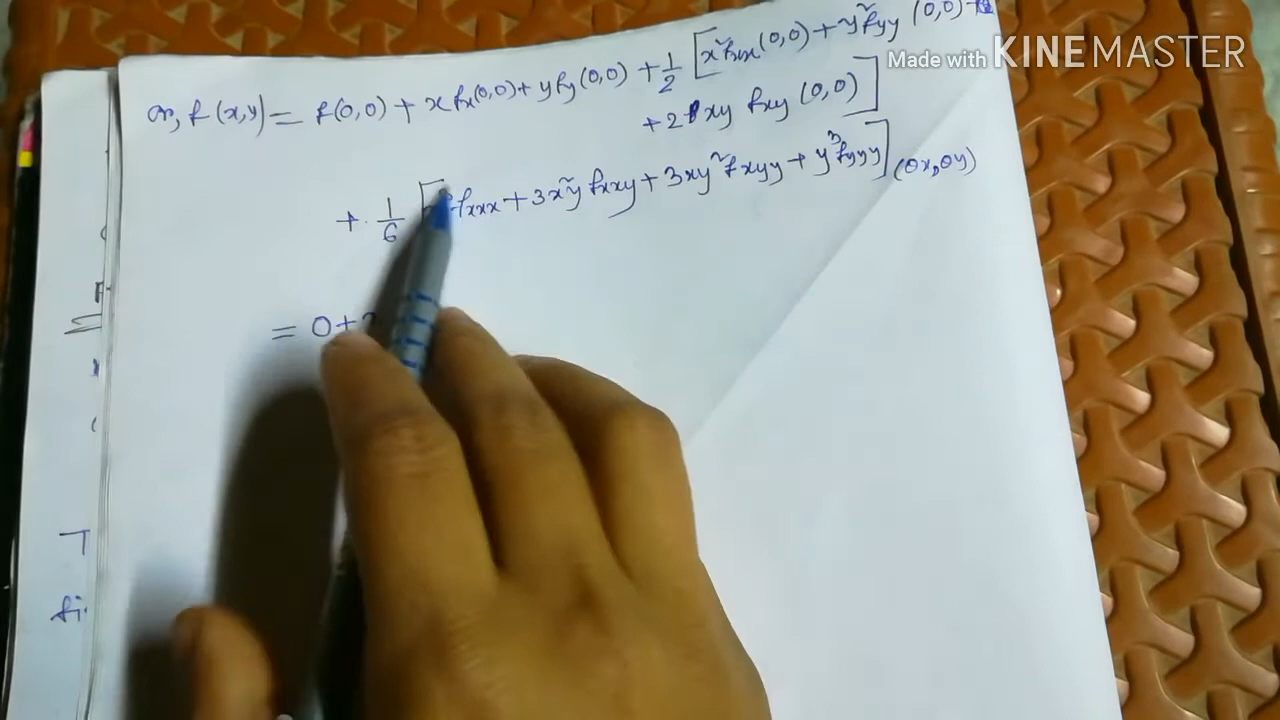 Made with KINEMASTER
or, f(x,y) = f(0,0) + x fx(0,0) + y fy(0,0) + 1/2 [x² fxx(0,0) + y² fyy (0,0) +
+ 2 xy fxy (0,0)]
+ 1/6 [ fxxx + 3x²y fxxy + 3xy² fxyy + y³ fyyy] (θx, θy)
= 0 +
T
fi